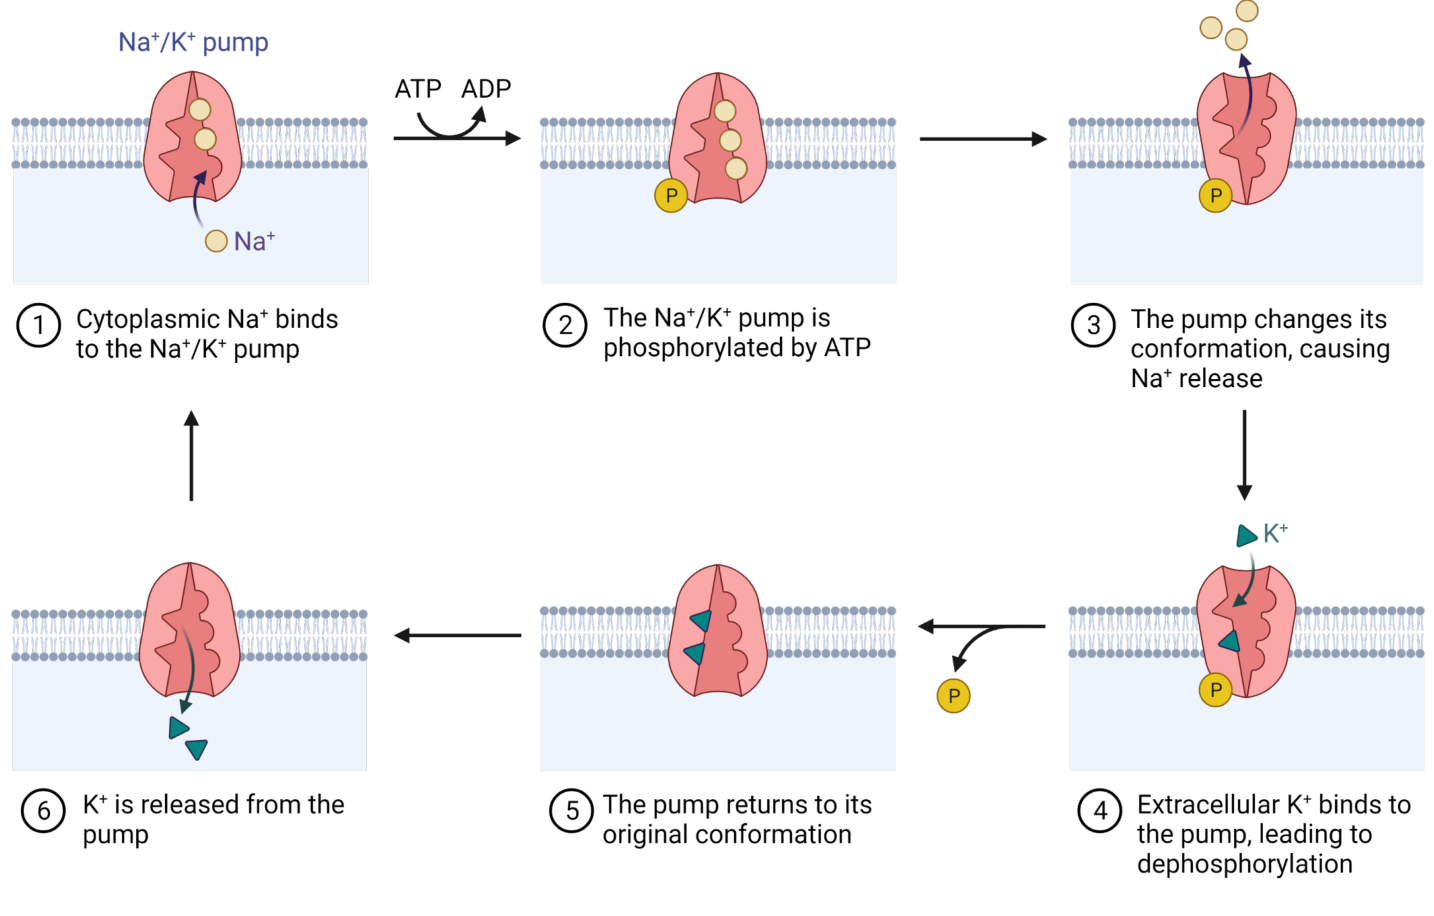 Na⁺/K⁺ pump
ATP ADP
Na⁺
P
P
1 Cytoplasmic Na⁺ binds
to the Na⁺/K⁺ pump
2 The Na⁺/K⁺ pump is
phosphorylated by ATP
3 The pump changes its
conformation, causing
Na⁺ release
K⁺
P
P
4 Extracellular K⁺ binds to
the pump, leading to
dephosphorylation
5 The pump returns to its
original conformation
6 K⁺ is released from the
pump